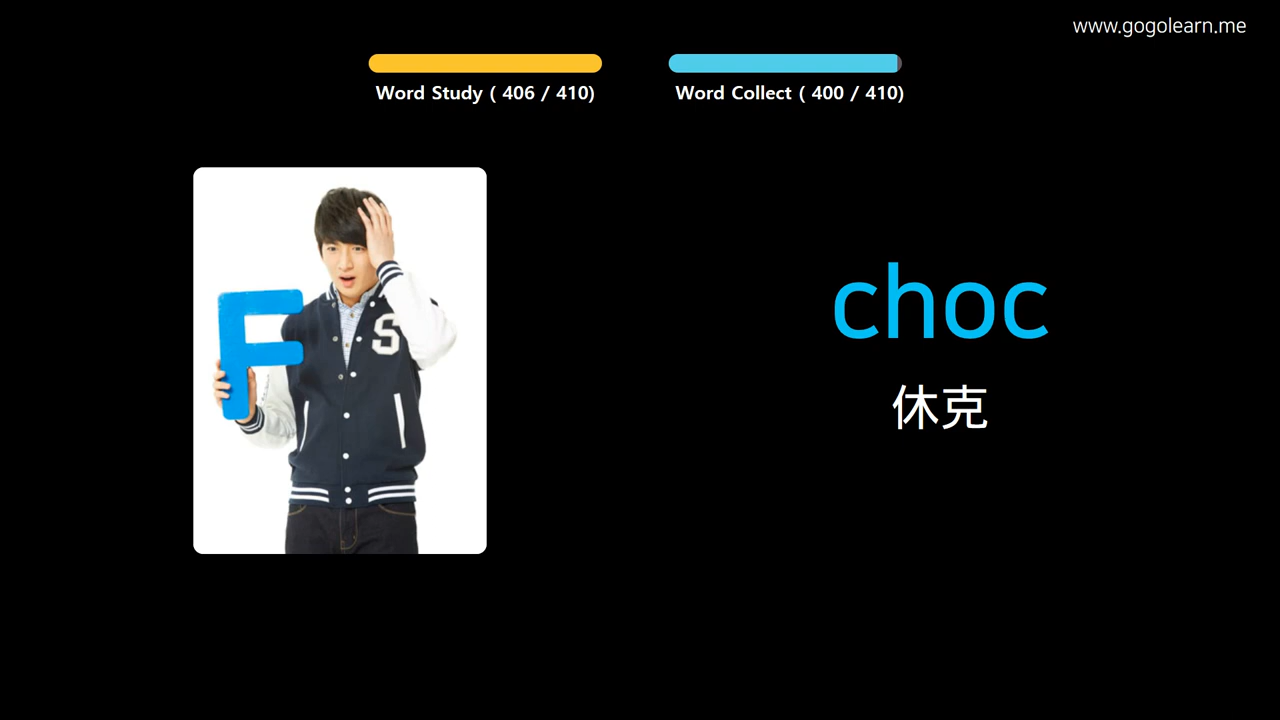 www.gogolearn.me
Word Study ( 406 / 410)
Word Collect ( 400 / 410)
F
S
choc
休克